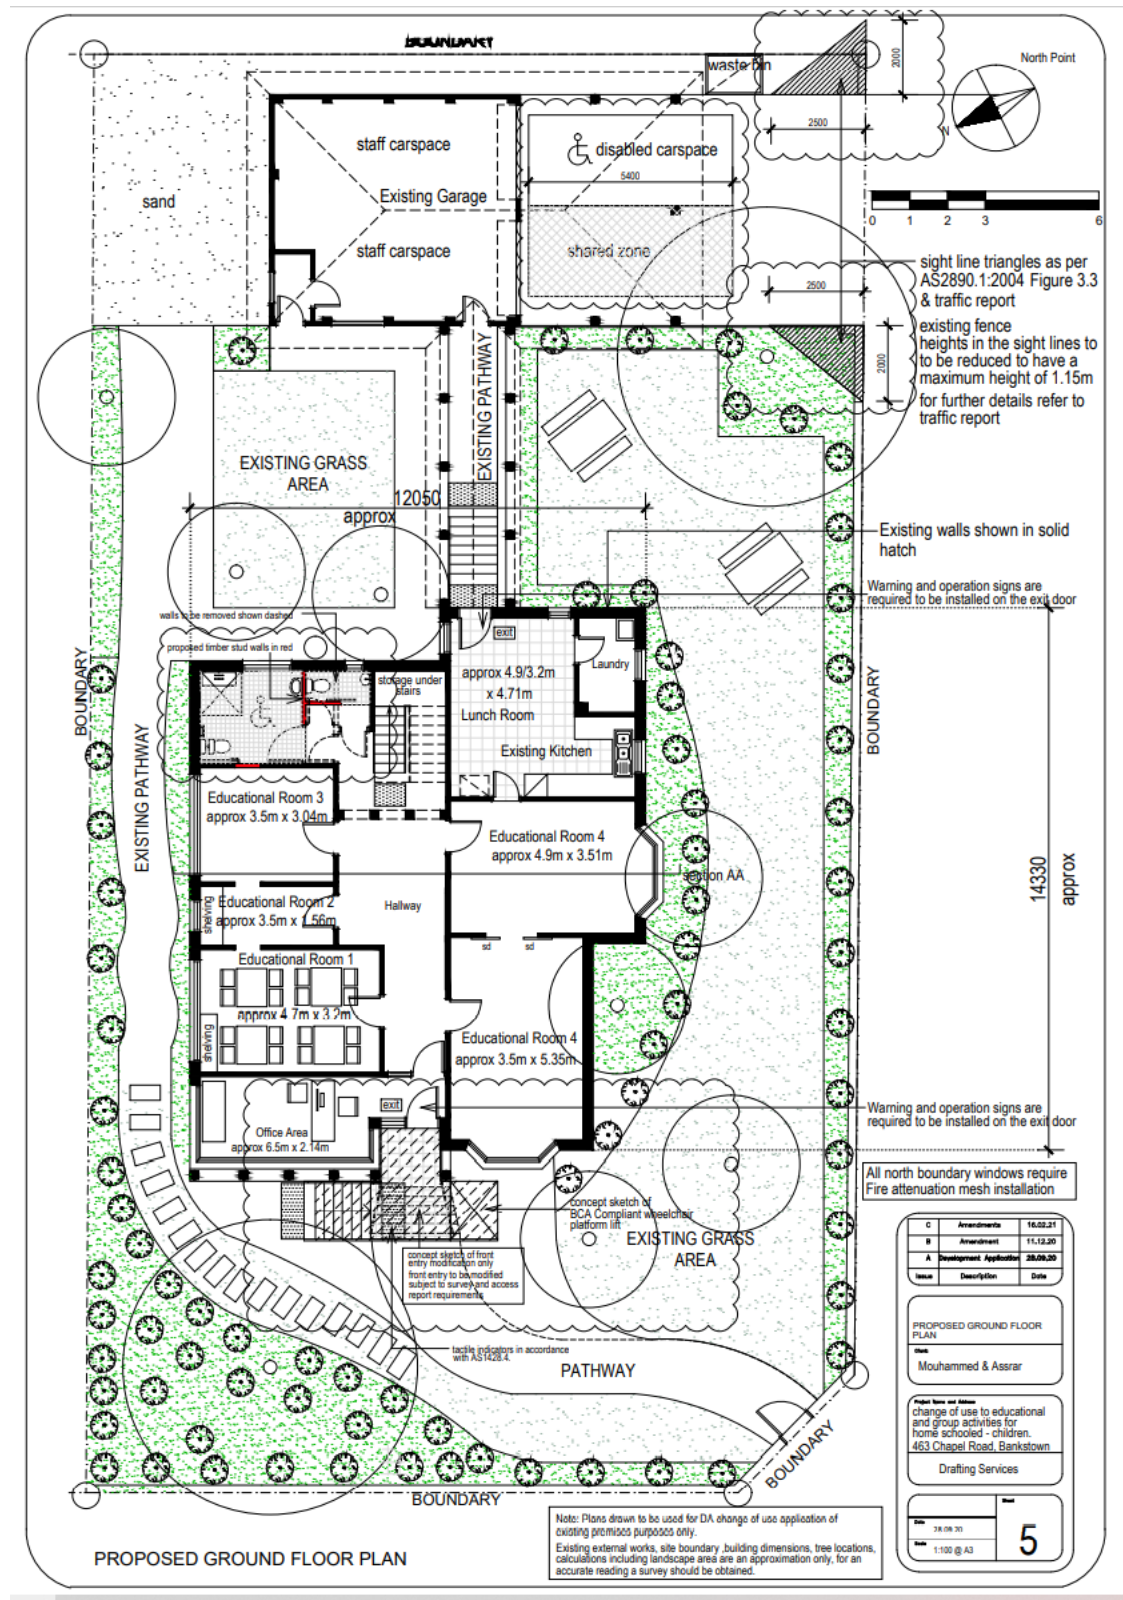 BOUNDARY
waste bin
2000
North Point
N
2500
staff carspace
disabled carspace
5400
Existing Garage
sand
staff carspace
shared zone
0 1 2 3 6
sight line triangles as per
AS2890.1:2004 Figure 3.3
& traffic report
2500
existing fence
heights in the sight lines to
to be reduced to have a
maximum height of 1.15m
for further details refer to
traffic report
2000
EXISTING PATHWAY
EXISTING GRASS
AREA
12050
approx
Existing walls shown in solid
hatch
Warning and operation signs are
required to be installed on the exit door
walls to be removed shown dashed
proposed timber stud walls in red
exit
Laundry
approx 4.9/3.2m
x 4.71m
Lunch Room
storage under
stairs
Existing Kitchen
BOUNDARY
BOUNDARY
EXISTING PATHWAY
Educational Room 3
approx 3.5m x 3.04m
Educational Room 4
approx 4.9m x 3.51m
section AA
14330
approx
Hallway
shelving
Educational Room 2
approx 3.5m x 1.56m
sd
sd
Educational Room 1
approx 4.7m x 3.2m
shelving
Educational Room 4
approx 3.5m x 5.35m
exit
Office Area
approx 6.5m x 2.14m
Warning and operation signs are
required to be installed on the exit door
All north boundary windows require
Fire attenuation mesh installation
concept sketch of
BCA Compliant wheelchair
platform lift
EXISTING GRASS
AREA
concept sketch of front
entry modification only
front entry to be modified
subject to survey and access
report requirements
tactile indicators in accordance
with AS1428.4.
PATHWAY
BOUNDARY
BOUNDARY
C Amendments 16.02.21
B Amendment 11.12.20
A Development Application 28.09.20
Issue Description Date
PROPOSED GROUND FLOOR
PLAN
Client:
Mouhammed & Assrar
Project Name and Address
change of use to educational
and group activities for
home schooled - children.
463 Chapel Road, Bankstown
Drafting Services
Date
28.09.20
Scale
1:100 @ A3
Sheet
5
Note: Plans drawn to be used for DA change of use application of
existing premises purposes only.
Existing external works, site boundary ,building dimensions, tree locations,
calculations including landscape area are an approximation only, for an
accurate reading a survey should be obtained.
PROPOSED GROUND FLOOR PLAN